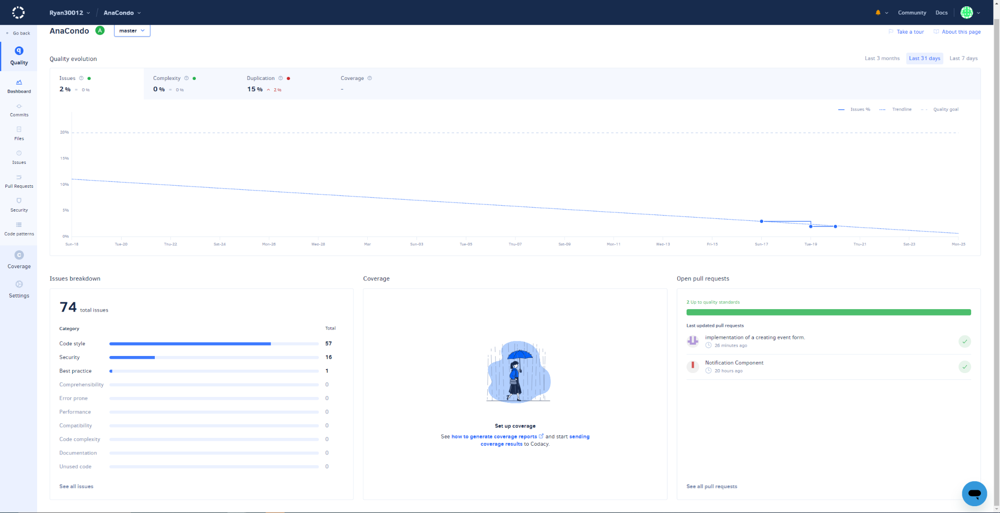 Ryan30012 / AnaCondo
Community Docs
Go back
AnaCondo A master
Take a tour About this page
Quality
Dashboard
Commits
Files
Issues
Pull Requests
Security
Code patterns
Coverage
Settings
Quality evolution
Last 3 months Last 31 days Last 7 days
Issues
2% = 0%
Complexity
0% = 0%
Duplication
15% ^ 2%
Coverage
-
Issues % Trendline Quality goal
20%
15%
10%
5%
0%
Sun-18 Tue-20 Thu-22 Sat-24 Mon-26 Wed-28 Mar Sun-03 Tue-05 Thu-07 Sat-09 Mon-11 Wed-13 Fri-15 Sun-17 Tue-19 Thu-21 Sat-23 Mon-25
Issues breakdown
74 total issues
Category Total
Code style 57
Security 16
Best practice 1
Comprehensibility 0
Error prone 0
Performance 0
Compatibility 0
Code complexity 0
Documentation 0
Unused code 0
See all issues
Coverage
Set up coverage
See how to generate coverage reports and start sending
coverage results to Codacy.
Open pull requests
2 Up to quality standards
Last updated pull requests
implementation of a creating event form.
26 minutes ago
Notification Component
20 hours ago
See all pull requests